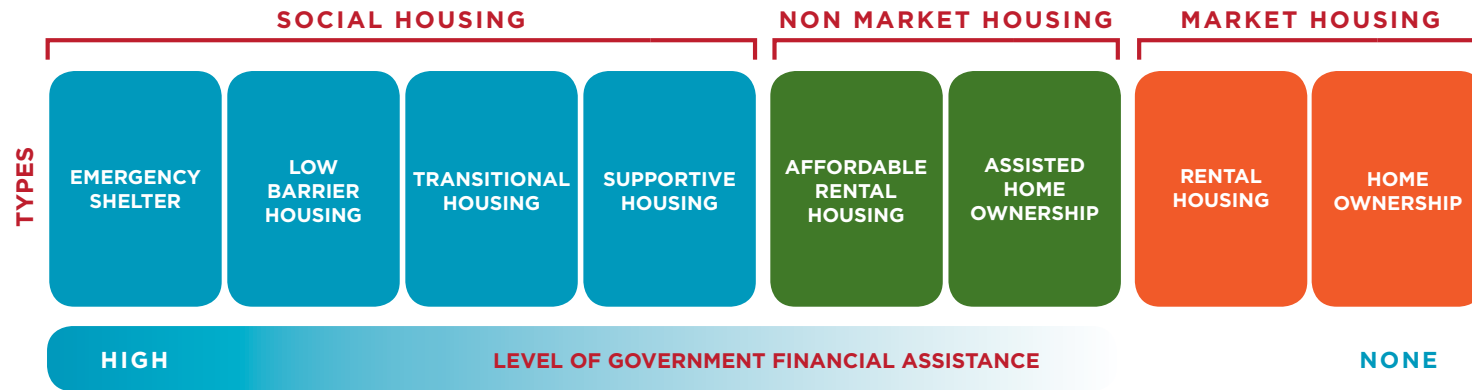 SOCIAL HOUSING
NON MARKET HOUSING
MARKET HOUSING
TYPES
EMERGENCY
SHELTER
LOW
BARRIER
HOUSING
TRANSITIONAL
HOUSING
SUPPORTIVE
HOUSING
AFFORDABLE
RENTAL
HOUSING
ASSISTED
HOME
OWNERSHIP
RENTAL
HOUSING
HOME
OWNERSHIP
HIGH
LEVEL OF GOVERNMENT FINANCIAL ASSISTANCE
NONE